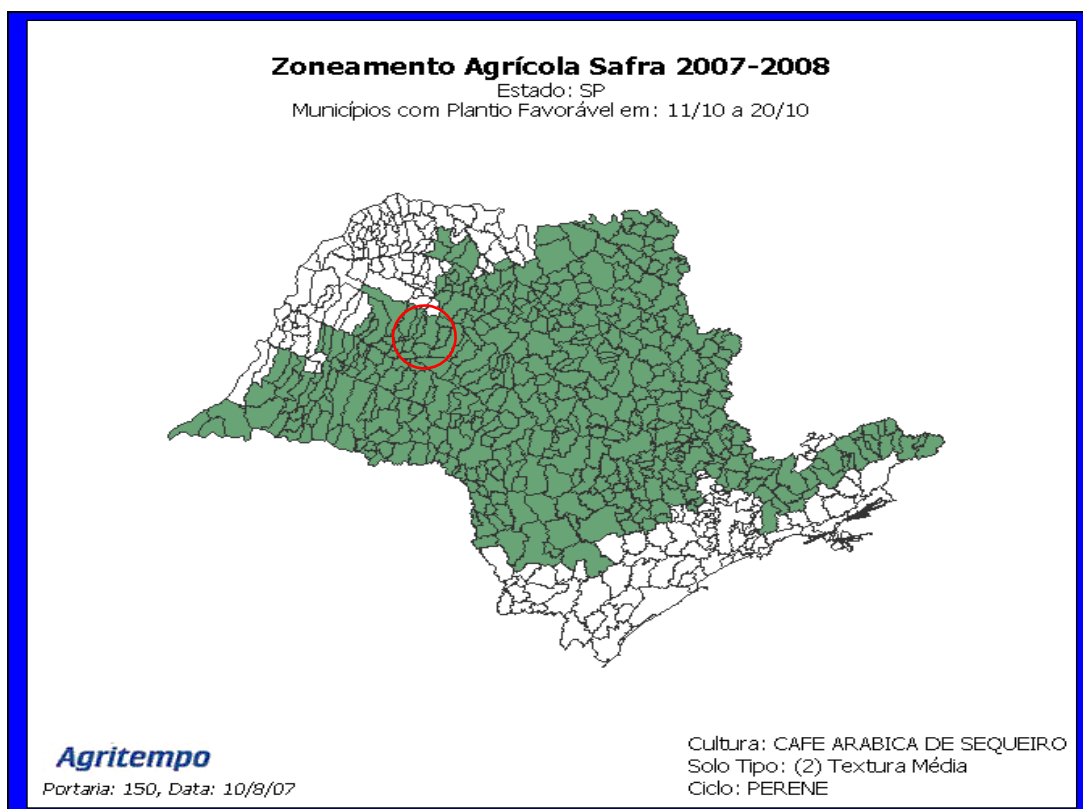 Zoneamento Agrícola Safra 2007-2008
Estado: SP
Municípios com Plantio Favorável em: 11/10 a 20/10
Agritempo
Portaria: 150, Data: 10/8/07
Cultura: CAFE ARABICA DE SEQUEIRO
Solo Tipo: (2) Textura Média
Ciclo: PERENE